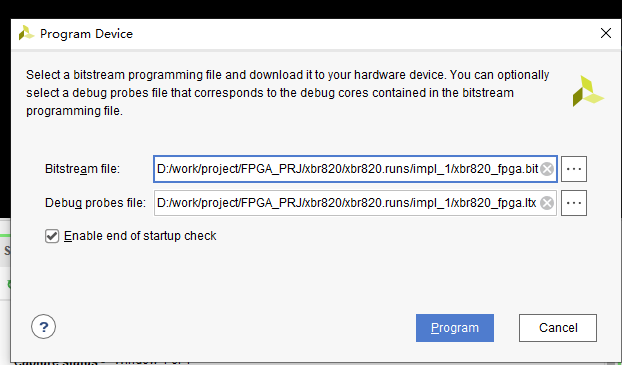 Program Device
Select a bitstream programming file and download it to your hardware device. You can optionally
select a debug probes file that corresponds to the debug cores contained in the bitstream
programming file.
Bitstream file: D:/work/project/FPGA_PRJ/xbr820/xbr820.runs/impl_1/xbr820_fpga.bit
Debug probes file: D:/work/project/FPGA_PRJ/xbr820/xbr820.runs/impl_1/xbr820_fpga.ltx
Enable end of startup check
? Program Cancel